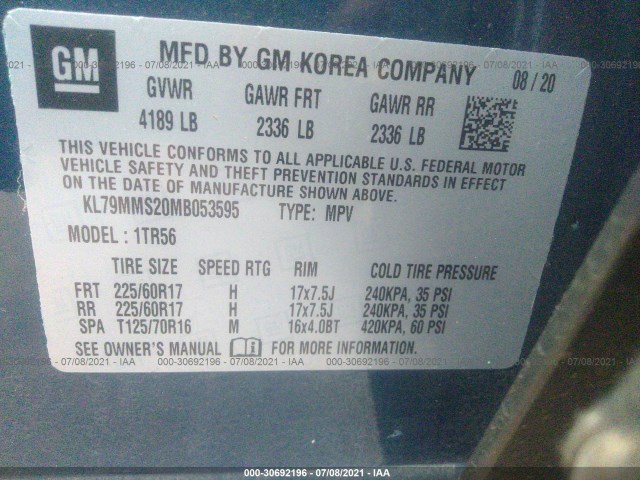 GM
MFD BY GM KOREA COMPANY 08/20
GVWR GAWR FRT GAWR RR
4189 LB 2336 LB 2336 LB
THIS VEHICLE CONFORMS TO ALL APPLICABLE U.S. FEDERAL MOTOR
VEHICLE SAFETY AND THEFT PREVENTION STANDARDS IN EFFECT
ON THE DATE OF MANUFACTURE SHOWN ABOVE.
KL79MMS20MB053595 TYPE: MPV
MODEL: 1TR56
TIRE SIZE SPEED RTG RIM COLD TIRE PRESSURE
FRT 225/60R17 H 17x7.5J 240KPA, 35 PSI
RR 225/60R17 H 17x7.5J 240KPA, 35 PSI
SPA T125/70R16 M 16x4.0BT 420KPA, 60 PSI
SEE OWNER'S MANUAL FOR MORE INFORMATION.
000-30692196 - 07/08/2021 - IAA